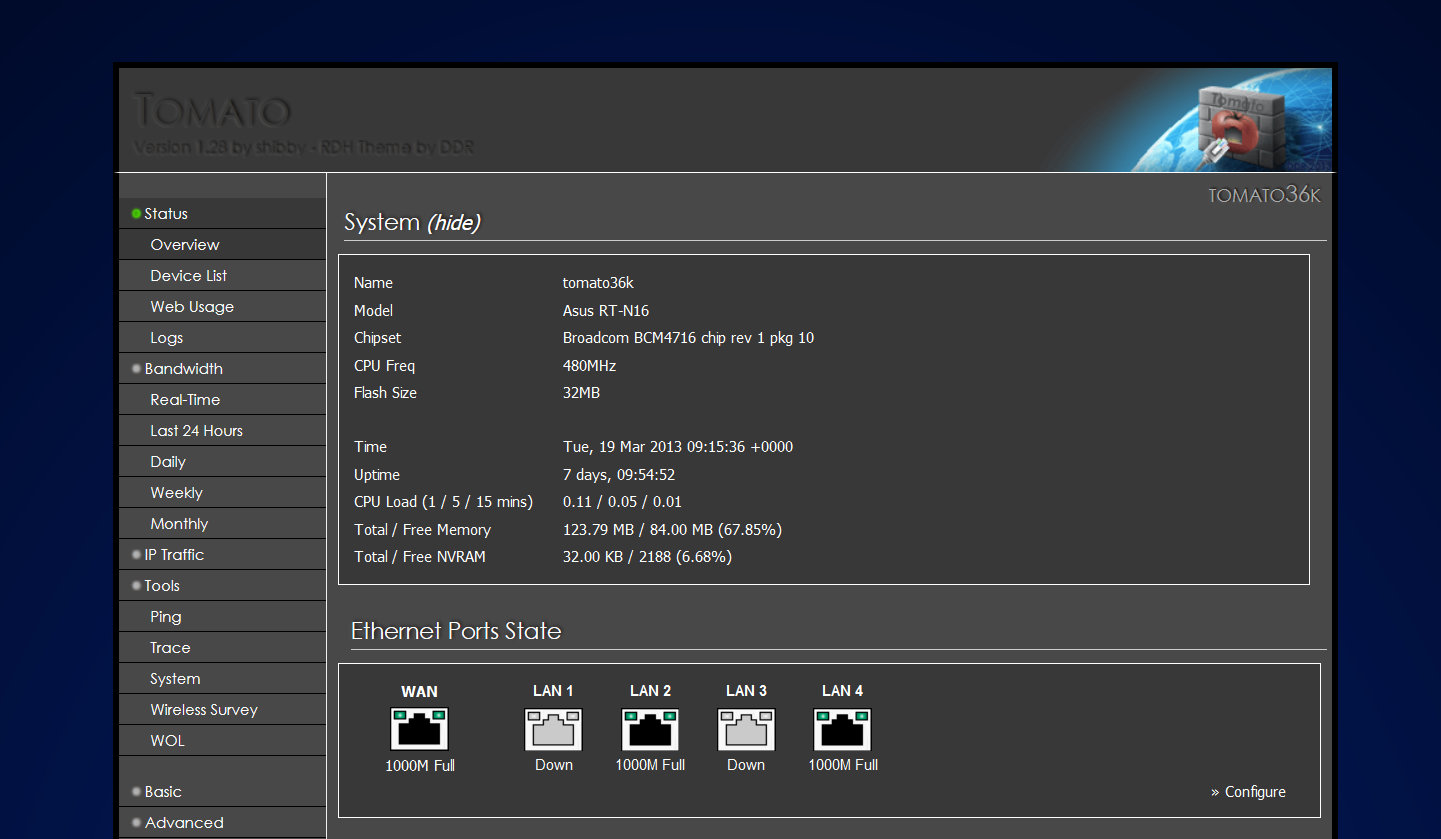 Tomato
Version 1.28 by shibby - RDH Theme by DDR
Tomato
TOMATO36K
Status
Overview
Device List
Web Usage
Logs
Bandwidth
Real-Time
Last 24 Hours
Daily
Weekly
Monthly
IP Traffic
Tools
Ping
Trace
System
Wireless Survey
WOL
Basic
Advanced
System (hide)
Name tomato36k
Model Asus RT-N16
Chipset Broadcom BCM4716 chip rev 1 pkg 10
CPU Freq 480MHz
Flash Size 32MB
Time Tue, 19 Mar 2013 09:15:36 +0000
Uptime 7 days, 09:54:52
CPU Load (1 / 5 / 15 mins) 0.11 / 0.05 / 0.01
Total / Free Memory 123.79 MB / 84.00 MB (67.85%)
Total / Free NVRAM 32.00 KB / 2188 (6.68%)
Ethernet Ports State
WAN LAN 1 LAN 2 LAN 3 LAN 4
1000M Full Down 1000M Full Down 1000M Full
» Configure